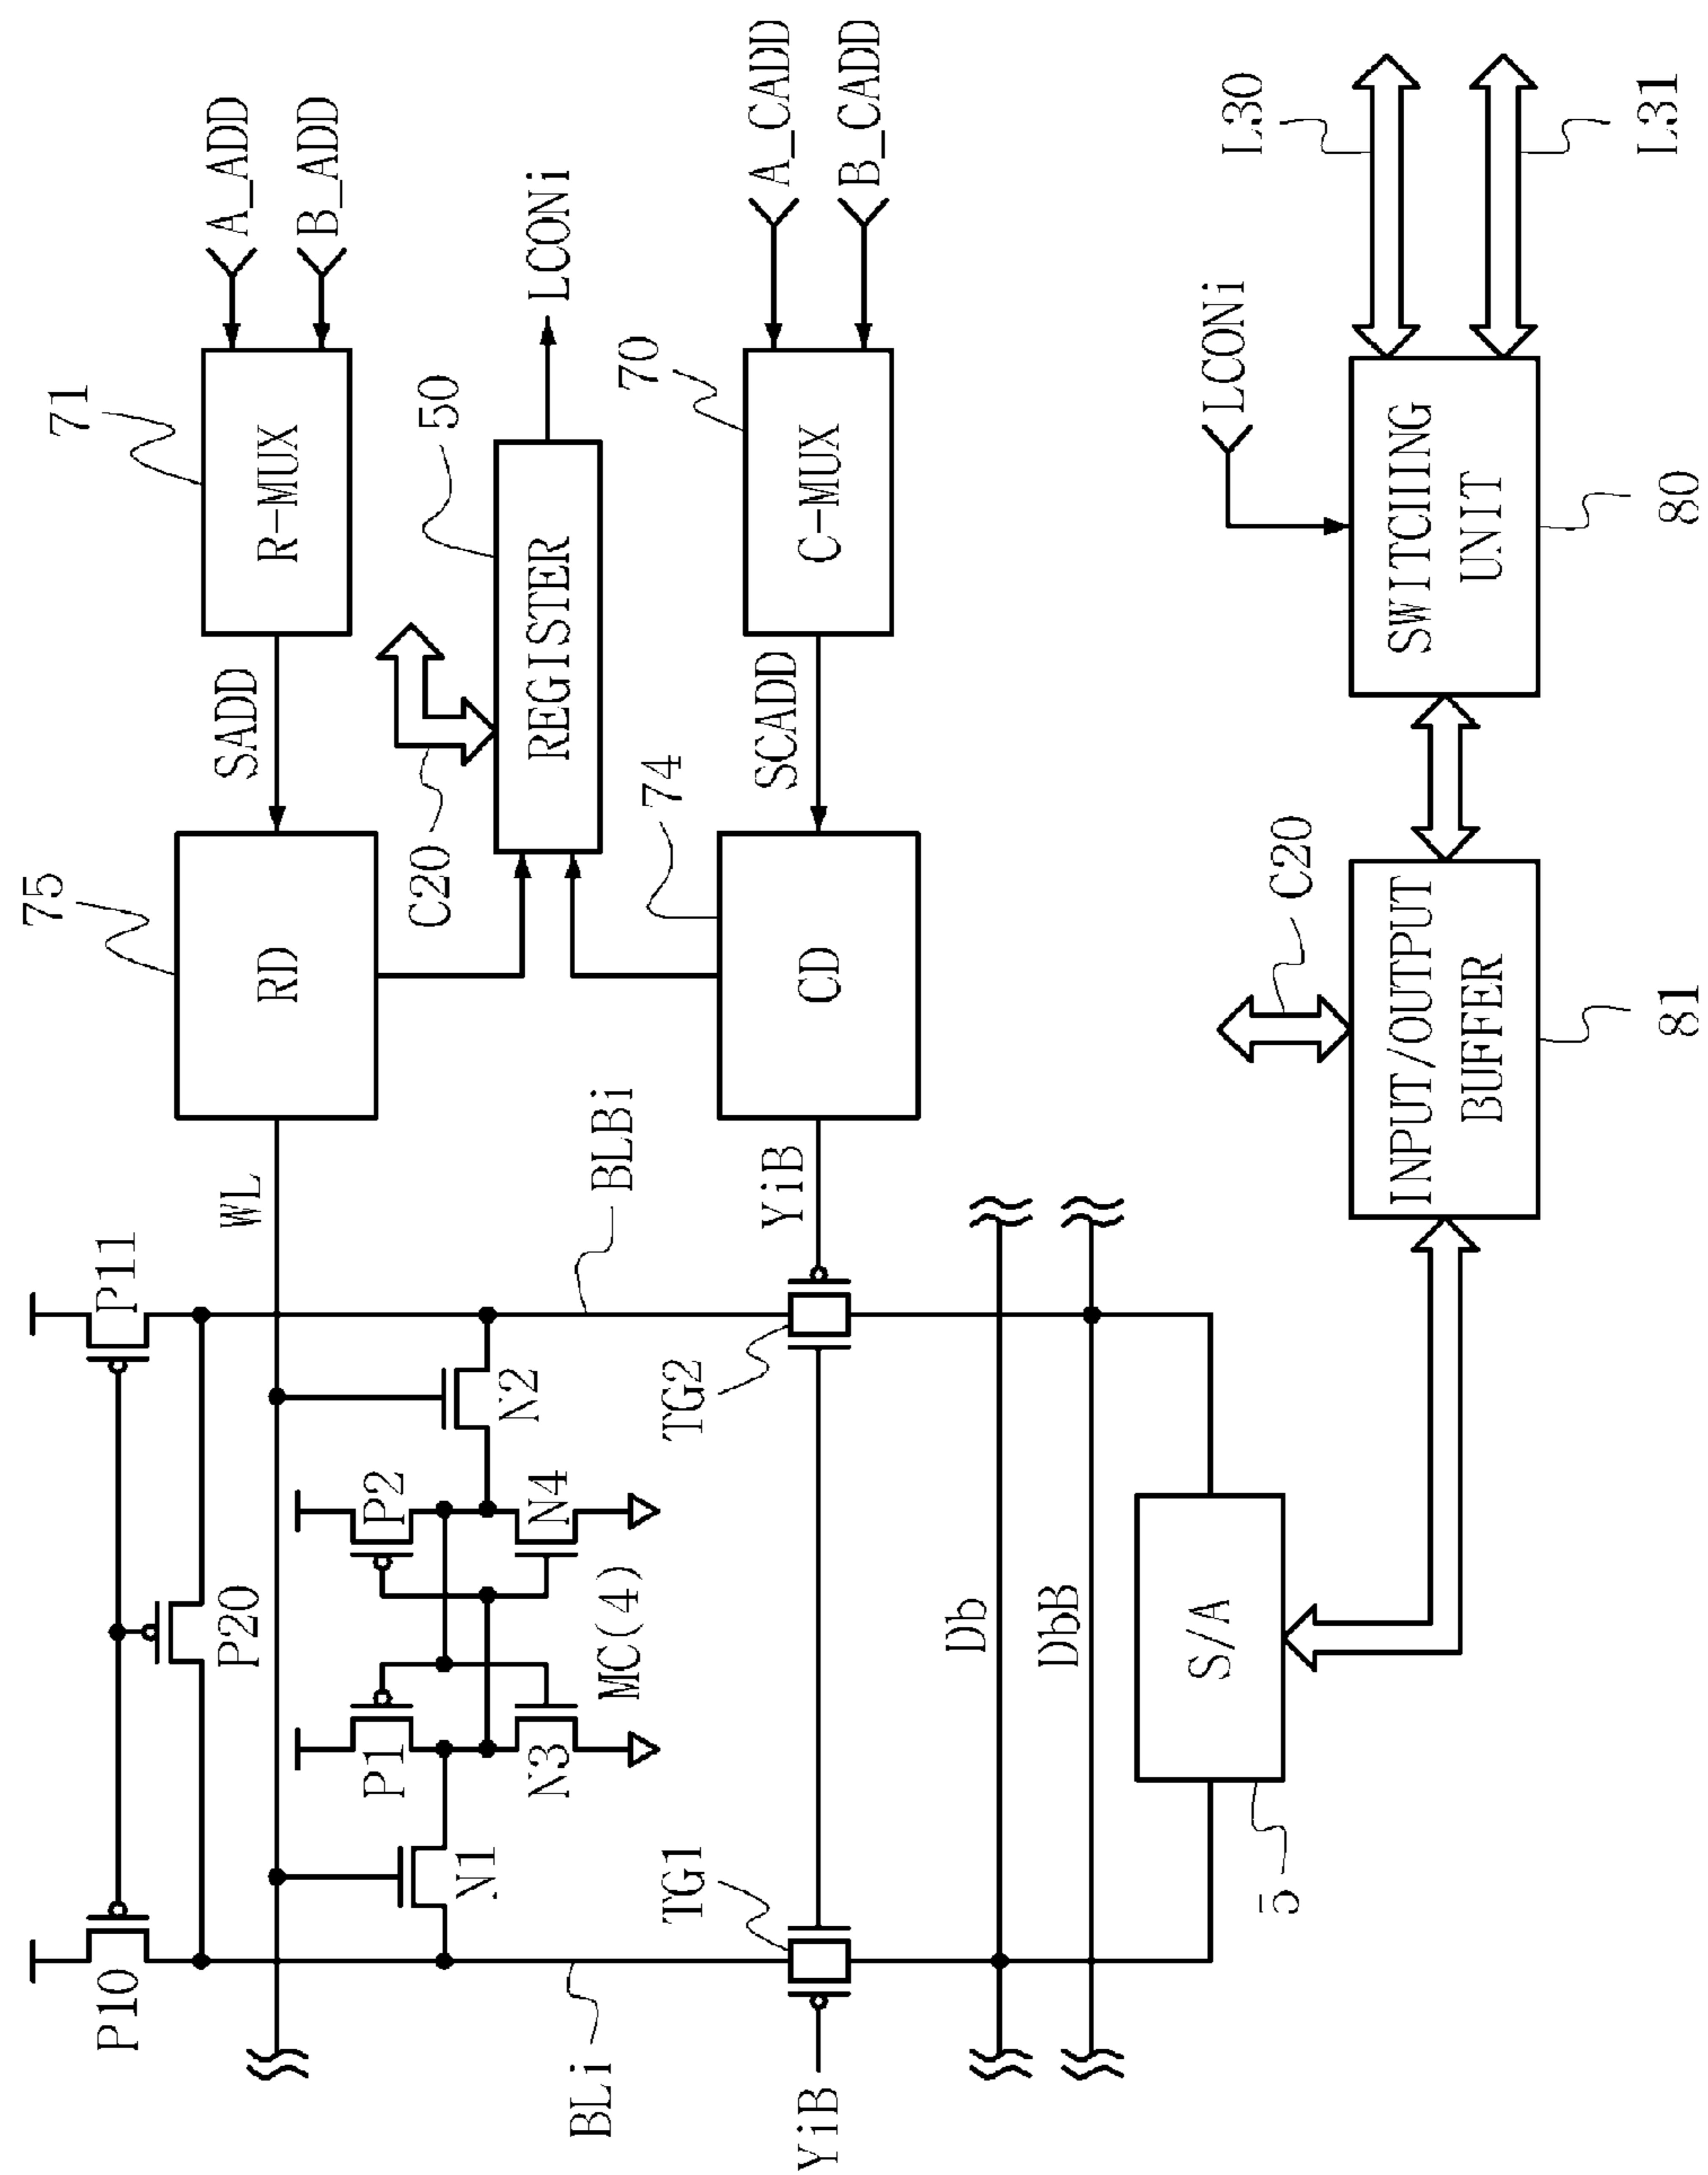 P10
P11
P20
WL
75
RD
SADD
71
R-MUX
A_ADD
B_ADD
N1
P1
N3
P2
N4
N2
MC(4)
BLi
BLBi
C20
50
REGISTER
LCONi
TG1
TG2
YiB
YiB
74
CD
SCADD
70
C-MUX
A_CADD
B_CADD
Db
DbB
5
S/A
C20
INPUT/OUTPUT
BUFFER
81
LCONi
SWITCIIING
UNIT
80
L30
L31